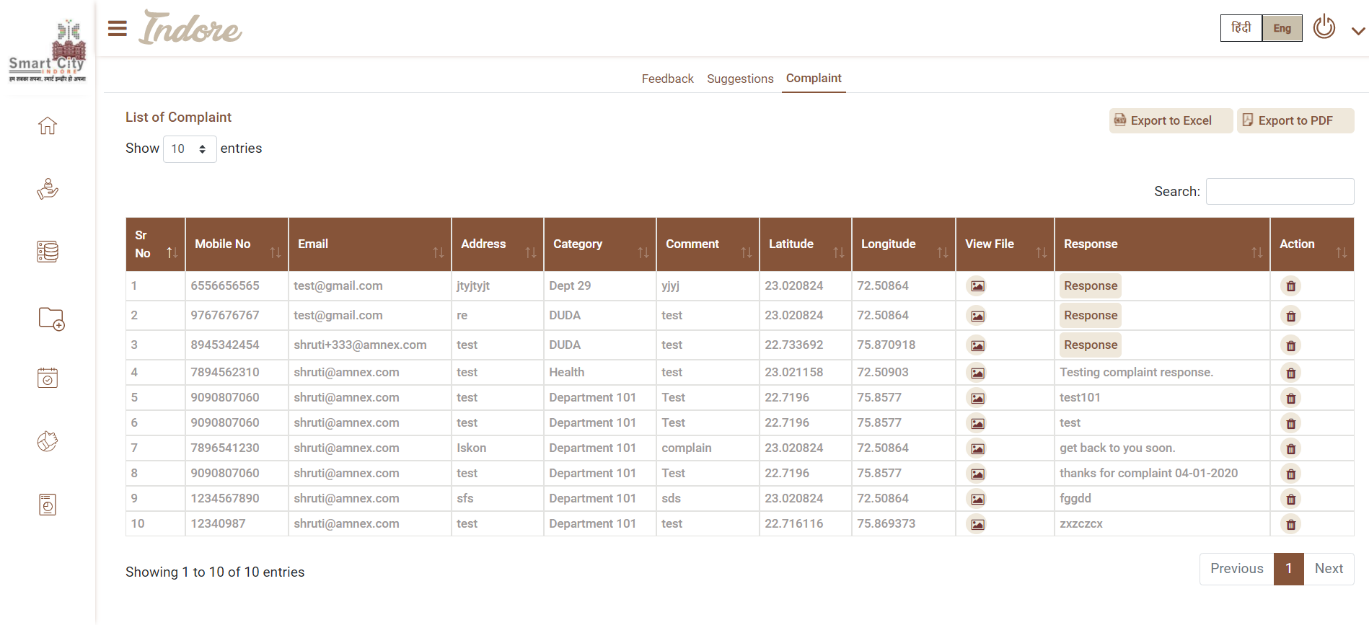 Indore
हिंदी Eng
Smart City
INDORE
Feedback Suggestions Complaint
List of Complaint
Export to Excel Export to PDF
Show 10 entries
Search:
Sr No Mobile No Email Address Category Comment Latitude Longitude View File Response Action
1 6556656565 test@gmail.com jtyjtyjt Dept 29 yjyj 23.020824 72.50864 Response
2 9767676767 test@gmail.com re DUDA test 23.020824 72.50864 Response
3 8945342454 shruti+333@amnex.com test DUDA test 22.733692 75.870918 Response
4 7894562310 shruti@amnex.com test Health test 23.021158 72.50903 Testing complaint response.
5 9090807060 shruti@amnex.com test Department 101 Test 22.7196 75.8577 test101
6 9090807060 shruti@amnex.com test Department 101 Test 22.7196 75.8577 test
7 7896541230 shruti@amnex.com Iskon Department 101 complain 23.020824 72.50864 get back to you soon.
8 9090807060 shruti@amnex.com test Department 101 Test 22.7196 75.8577 thanks for complaint 04-01-2020
9 1234567890 shruti@amnex.com sfs Department 101 sds 23.020824 72.50864 fggdd
10 12340987 shruti@amnex.com test Department 101 test 22.716116 75.869373 zxzczcx
Showing 1 to 10 of 10 entries
Previous 1 Next